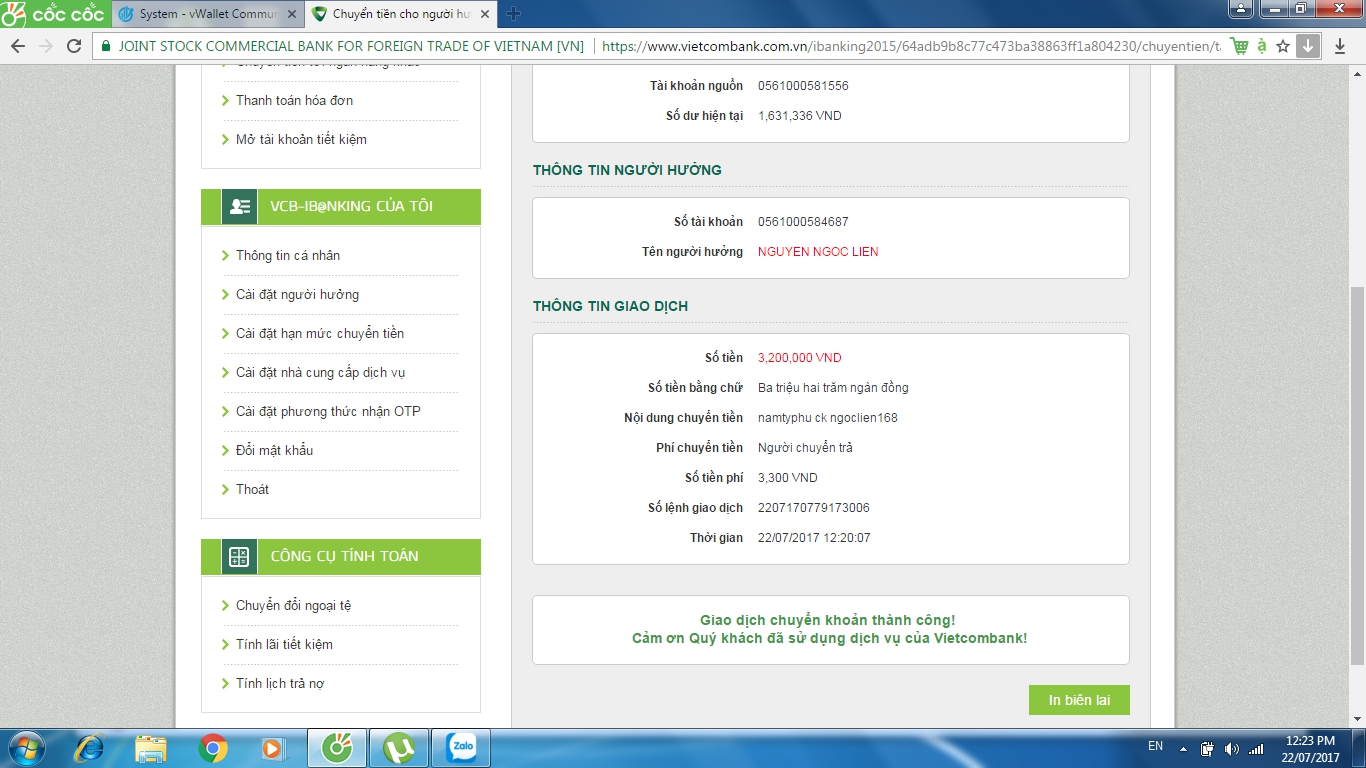 cốc cốc
System - vWallet Commun
Chuyển tiền cho người hư
JOINT STOCK COMMERCIAL BANK FOR FOREIGN TRADE OF VIETNAM [VN]
https://www.vietcombank.com.vn/ibanking2015/64adb9b8c77c473ba38863ff1a804230/chuyentien/t
Thanh toán hóa đơn
Mở tài khoản tiết kiệm
VCB-IB@NKING CỦA TÔI
Thông tin cá nhân
Cài đặt người hưởng
Cài đặt hạn mức chuyển tiền
Cài đặt nhà cung cấp dịch vụ
Cài đặt phương thức nhận OTP
Đổi mật khẩu
Thoát
CÔNG CỤ TÍNH TOÁN
Chuyển đổi ngoại tệ
Tính lãi tiết kiệm
Tính lịch trả nợ
Tài khoản nguồn 0561000581556
Số dư hiện tại 1,631,336 VND
THÔNG TIN NGƯỜI HƯỞNG
Số tài khoản 0561000584687
Tên người hưởng NGUYEN NGOC LIEN
THÔNG TIN GIAO DỊCH
Số tiền 3,200,000 VND
Số tiền bằng chữ Ba triệu hai trăm ngàn đồng
Nội dung chuyển tiền namtyphu ck ngoclien168
Phí chuyển tiền Người chuyển trả
Số tiền phí 3,300 VND
Số lệnh giao dịch 2207170779173006
Thời gian 22/07/2017 12:20:07
Giao dịch chuyển khoản thành công!
Cảm ơn Quý khách đã sử dụng dịch vụ của Vietcombank!
In biên lai
Zalo
EN
12:23 PM
22/07/2017